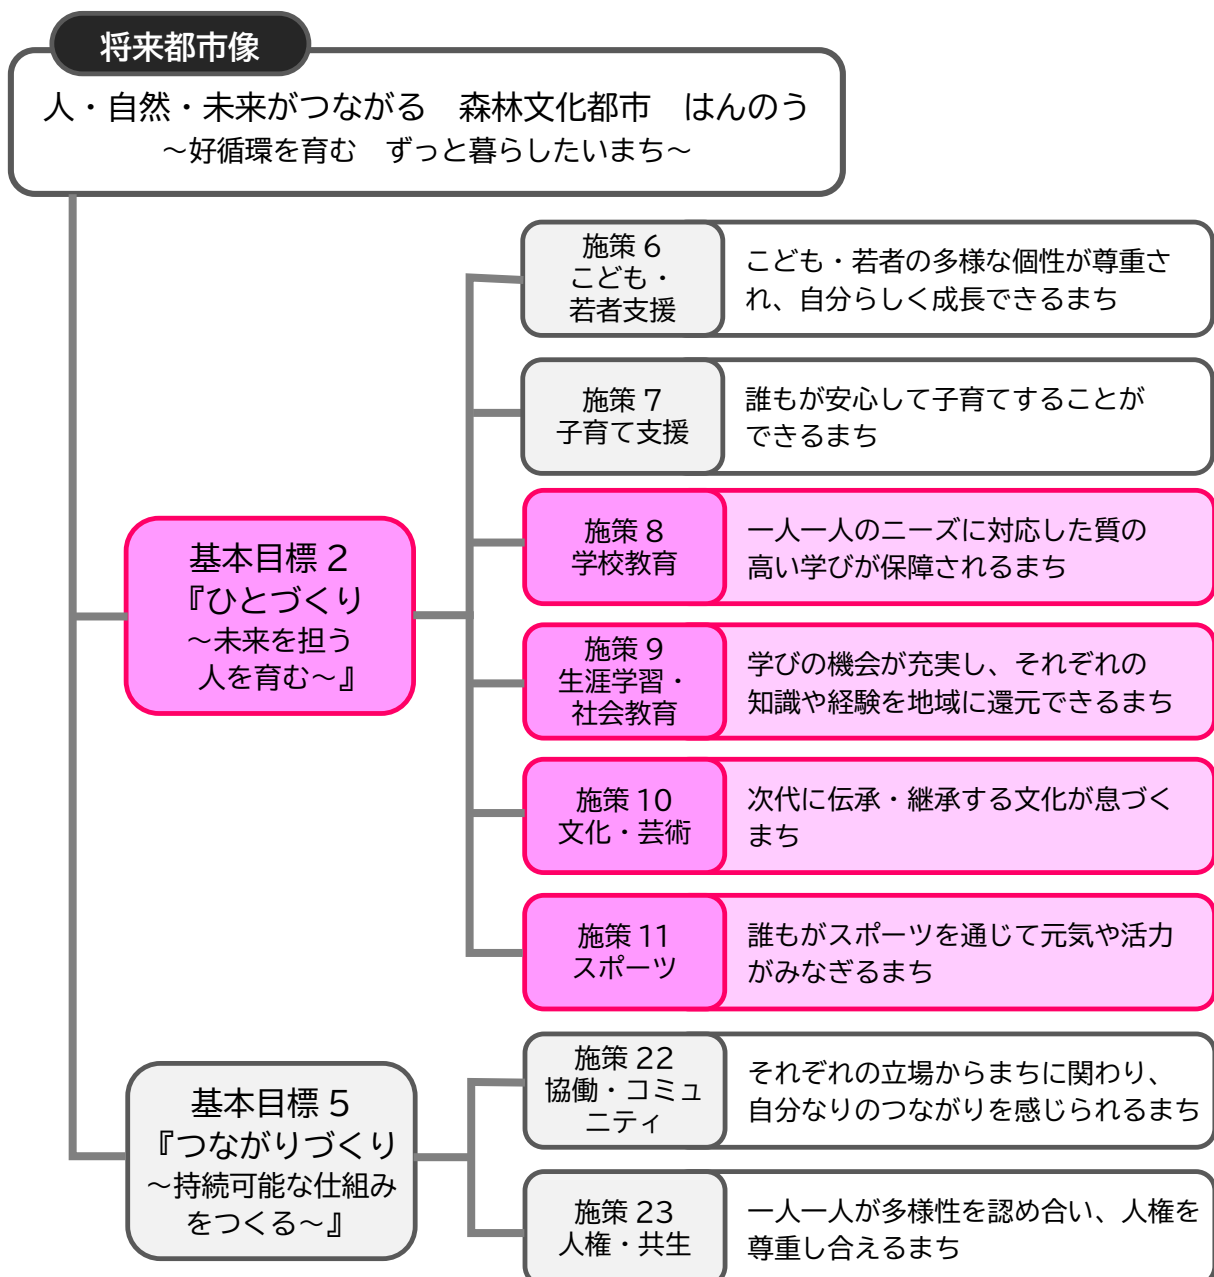 将来都市像
人・自然・未来がつながる　森林文化都市　はんのう
～好循環を育む　ずっと暮らしたいまち～
施策 6
こども・
若者支援
こども・若者の多様な個性が尊重さ
れ、自分らしく成長できるまち
施策 7
子育て支援
誰もが安心して子育てすることが
できるまち
基本目標 2
『ひとづくり
～未来を担う
人を育む～』
施策 8
学校教育
一人一人のニーズに対応した質の
高い学びが保障されるまち
施策 9
生涯学習・
社会教育
学びの機会が充実し、それぞれの
知識や経験を地域に還元できるまち
施策 10
文化・芸術
次代に伝承・継承する文化が息づく
まち
施策 11
スポーツ
誰もがスポーツを通じて元気や活力
がみなぎるまち
基本目標 5
『つながりづくり
～持続可能な仕組み
をつくる～』
施策 22
協働・コミュ
ニティ
それぞれの立場からまちに関わり、
自分なりのつながりを感じられるまち
施策 23
人権・共生
一人一人が多様性を認め合い、人権を
尊重し合えるまち